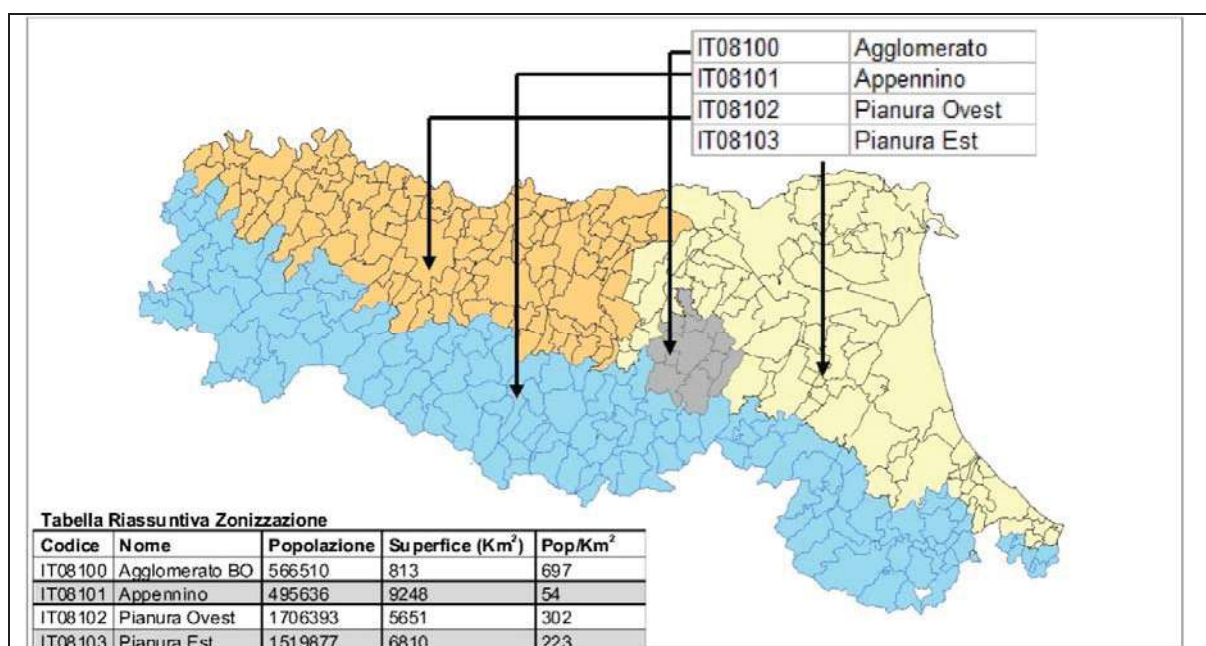 IT08100 Agglomerato
IT08101 Appennino
IT08102 Pianura Ovest
IT08103 Pianura Est
Tabella Riassuntiva Zonizzazione
Codice Nome Popolazione Superfice (Km²) Pop/Km²
IT08100 Agglomerato BO 566510 813 697
IT08101 Appennino 495636 9248 54
IT08102 Pianura Ovest 1706393 5651 302
IT08103 Pianura Est 1519877 6810 223